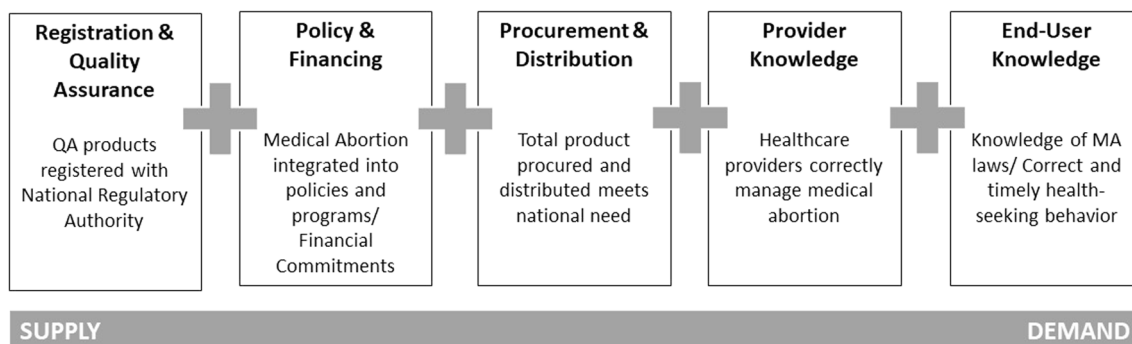 Registration &
Quality
Assurance
QA products
registered with
National Regulatory
Authority
Policy &
Financing
Medical Abortion
integrated into
policies and
programs/
Financial
Commitments
Procurement &
Distribution
Total product
procured and
distributed meets
national need
Provider
Knowledge
Healthcare
providers correctly
manage medical
abortion
End-User
Knowledge
Knowledge of MA
laws/ Correct and
timely health-
seeking behavior
SUPPLY
DEMAND